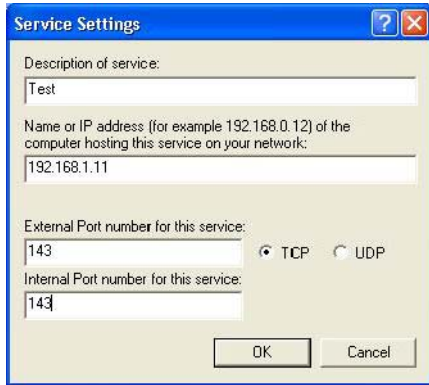 Service Settings
Description of service:
Test
Name or IP address (for example 192.168.0.12) of the
computer hosting this service on your network:
192.168.1.11
External Port number for this service:
143
TCP
UDP
Internal Port number for this service:
143
OK
Cancel